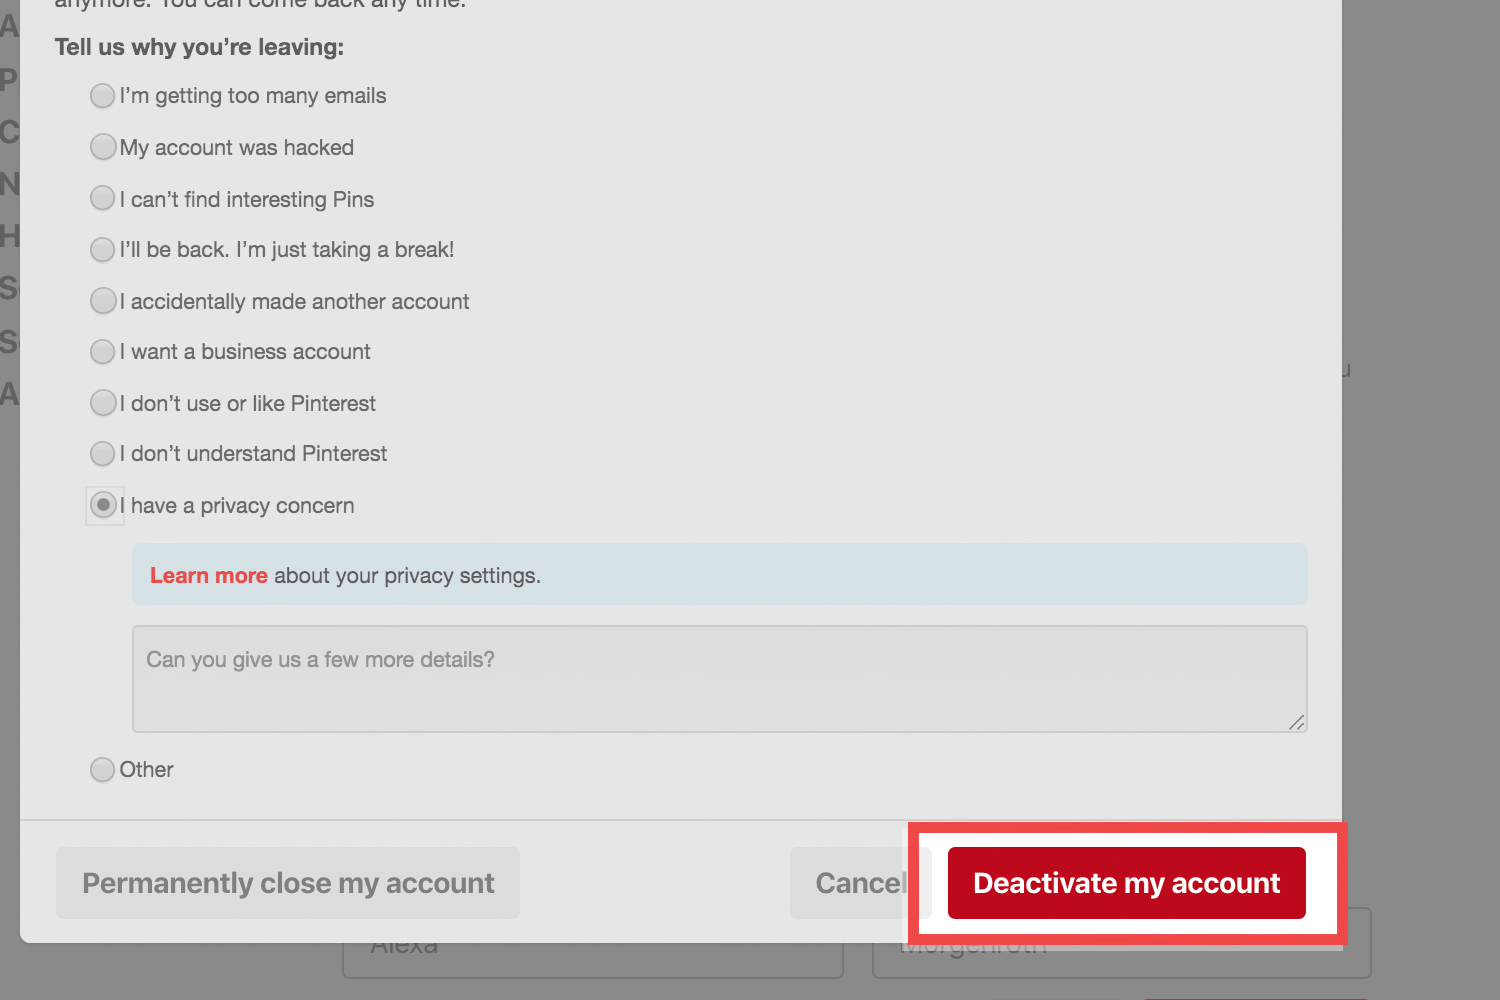 anymore. You can come back any time.
Tell us why you’re leaving:
I’m getting too many emails
My account was hacked
I can’t find interesting Pins
I’ll be back. I’m just taking a break!
I accidentally made another account
I want a business account
I don’t use or like Pinterest
I don’t understand Pinterest
I have a privacy concern
Learn more about your privacy settings.
Can you give us a few more details?
Other
Permanently close my account
Cancel
Deactivate my account
Alexa
Morgenroth
A
P
C
N
H
S
S
A
u